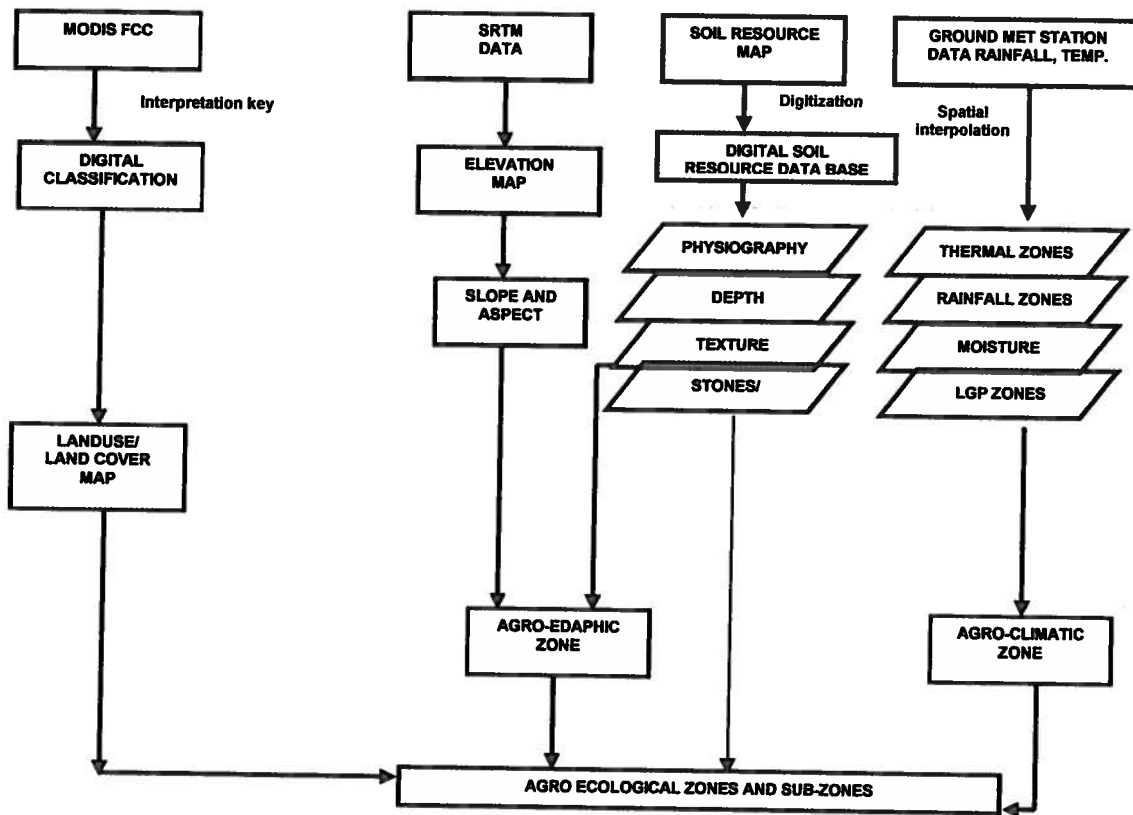 MODIS FCC
Interpretation key
DIGITAL
CLASSIFICATION
LANDUSE/
LAND COVER
MAP
SRTM
DATA
ELEVATION
MAP
SLOPE AND
ASPECT
SOIL RESOURCE
MAP
Digitization
DIGITAL SOIL
RESOURCE DATA BASE
PHYSIOGRAPHY
DEPTH
TEXTURE
STONES/
GROUND MET STATION
DATA RAINFALL, TEMP.
Spatial
interpolation
THERMAL ZONES
RAINFALL ZONES
MOISTURE
LGP ZONES
AGRO-EDAPHIC
ZONE
AGRO-CLIMATIC
ZONE
AGRO ECOLOGICAL ZONES AND SUB-ZONES